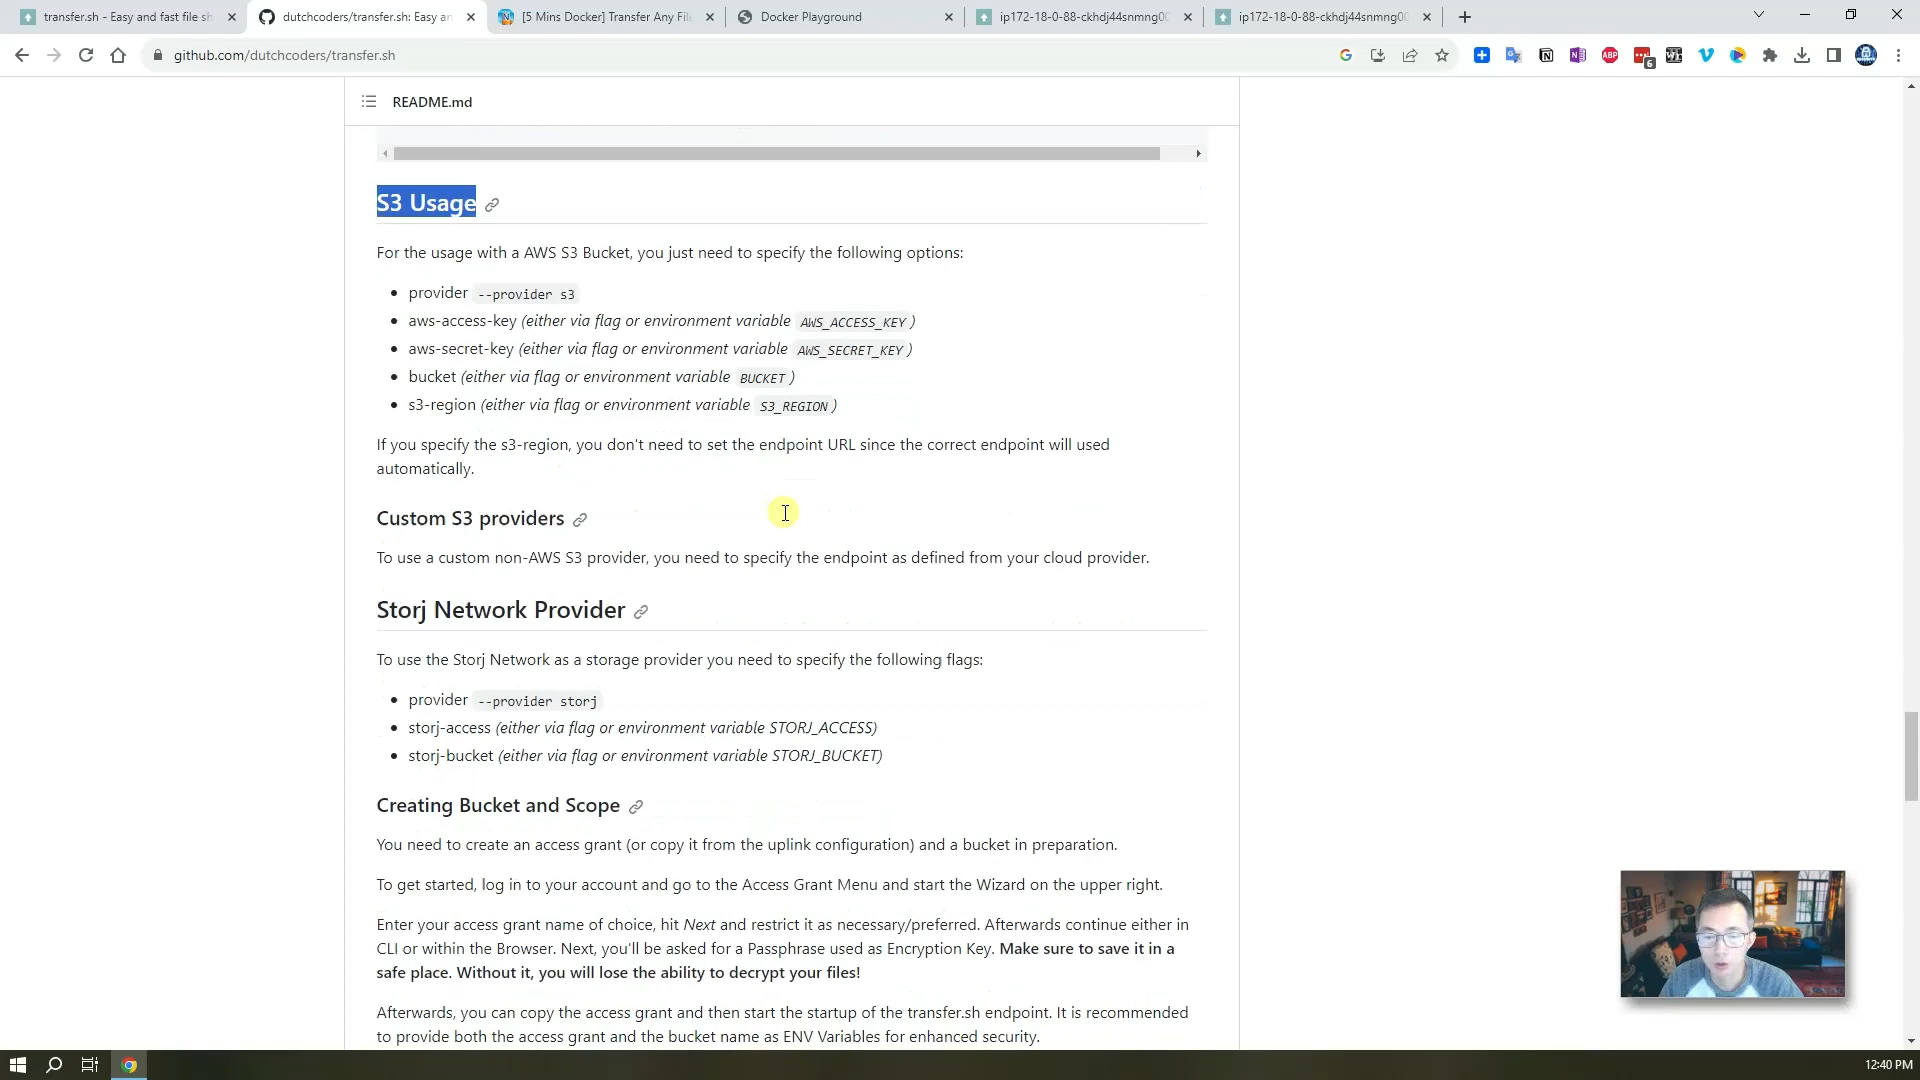 transfer.sh - Easy and fast file sh
dutchcoders/transfer.sh: Easy an
[5 Mins Docker] Transfer Any File
Docker Playground
ip172-18-0-88-ckhdj44snmng00
ip172-18-0-88-ckhdj44snmng00
github.com/dutchcoders/transfer.sh
README.md
S3 Usage
For the usage with a AWS S3 Bucket, you just need to specify the following options:
provider --provider s3
aws-access-key (either via flag or environment variable AWS_ACCESS_KEY )
aws-secret-key (either via flag or environment variable AWS_SECRET_KEY )
bucket (either via flag or environment variable BUCKET )
s3-region (either via flag or environment variable S3_REGION )
If you specify the s3-region, you don't need to set the endpoint URL since the correct endpoint will used
automatically.
Custom S3 providers
To use a custom non-AWS S3 provider, you need to specify the endpoint as defined from your cloud provider.
Storj Network Provider
To use the Storj Network as a storage provider you need to specify the following flags:
provider --provider storj
storj-access (either via flag or environment variable STORJ_ACCESS)
storj-bucket (either via flag or environment variable STORJ_BUCKET)
Creating Bucket and Scope
You need to create an access grant (or copy it from the uplink configuration) and a bucket in preparation.
To get started, log in to your account and go to the Access Grant Menu and start the Wizard on the upper right.
Enter your access grant name of choice, hit Next and restrict it as necessary/preferred. Afterwards continue either in
CLI or within the Browser. Next, you'll be asked for a Passphrase used as Encryption Key. Make sure to save it in a
safe place. Without it, you will lose the ability to decrypt your files!
Afterwards, you can copy the access grant and then start the startup of the transfer.sh endpoint. It is recommended
to provide both the access grant and the bucket name as ENV Variables for enhanced security.
12:40 PM